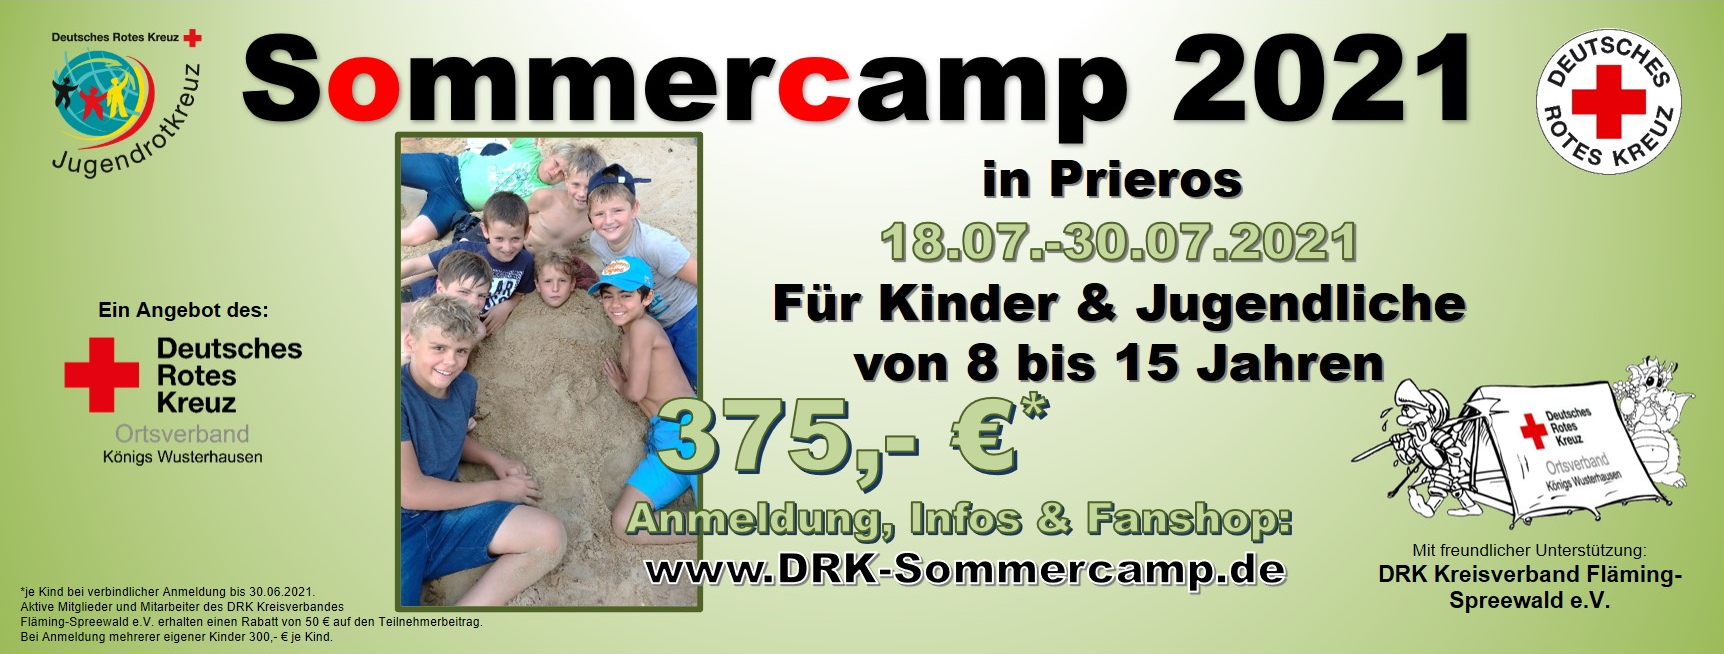 Deutsches Rotes Kreuz
Jugendrotkreuz
Sommercamp 2021
DEUTSCHES
ROTES KREUZ
in Prieros
18.07.-30.07.2021
Für Kinder & Jugendliche
von 8 bis 15 Jahren
375,- €*
Anmeldung, Infos & Fanshop:
www.DRK-Sommercamp.de
Ein Angebot des:
Deutsches
Rotes
Kreuz
Ortsverband
Königs Wusterhausen
Deutsches
Rotes
Kreuz
Ortsverband
Königs Wusterhausen
Mit freundlicher Unterstützung:
DRK Kreisverband Fläming-
Spreewald e.V.
*je Kind bei verbindlicher Anmeldung bis 30.06.2021.
Aktive Mitglieder und Mitarbeiter des DRK Kreisverbandes
Fläming-Spreewald e.V. erhalten einen Rabatt von 50 € auf den Teilnehmerbeitrag.
Bei Anmeldung mehrerer eigener Kinder 300,- € je Kind.